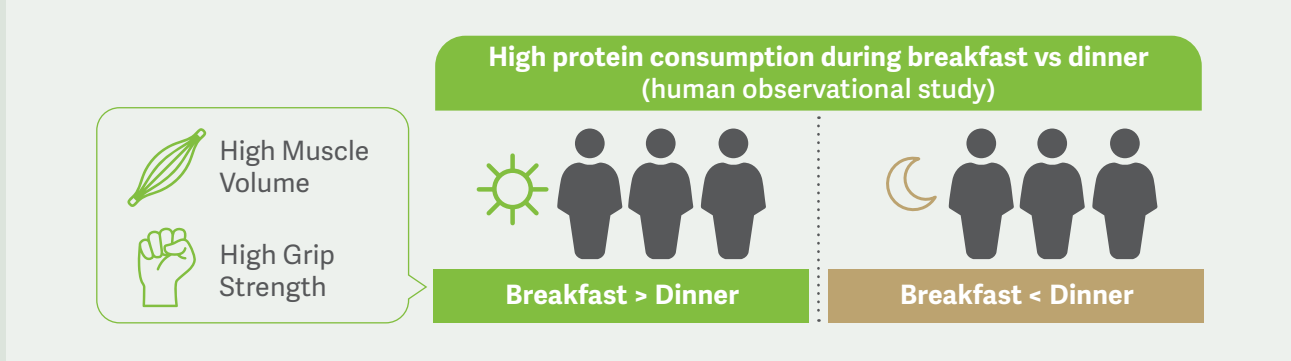 High protein consumption during breakfast vs dinner
(human observational study)
High Muscle
Volume
High Grip
Strength
Breakfast > Dinner
Breakfast < Dinner